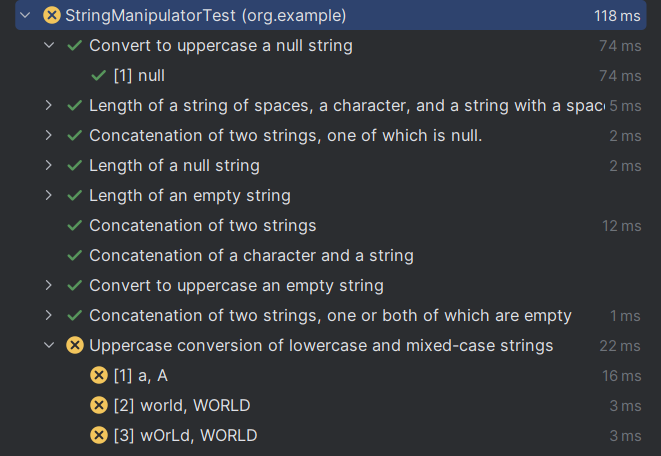 StringManipulatorTest (org.example) 118 ms
Convert to uppercase a null string 74 ms
[1] null 74 ms
Length of a string of spaces, a character, and a string with a space 5 ms
Concatenation of two strings, one of which is null. 2 ms
Length of a null string 2 ms
Length of an empty string
Concatenation of two strings 12 ms
Concatenation of a character and a string
Convert to uppercase an empty string
Concatenation of two strings, one or both of which are empty 1 ms
Uppercase conversion of lowercase and mixed-case strings 22 ms
[1] a, A 16 ms
[2] world, WORLD 3 ms
[3] wOrLd, WORLD 3 ms